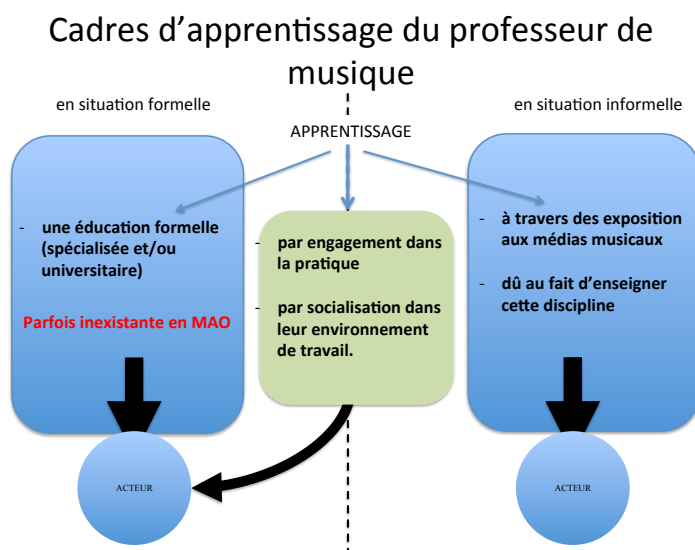 Cadres d'apprentissage du professeur de
musique
en situation formelle
en situation informelle
APPRENTISSAGE
- une éducation formelle
(spécialisée et/ou
universitaire)
Parfois inexistante en MAO
- par engagement dans
la pratique
- par socialisation dans
leur environnement
de travail.
- à travers des exposition
aux médias musicaux
- dû au fait d'enseigner
cette discipline
ACTEUR
ACTEUR